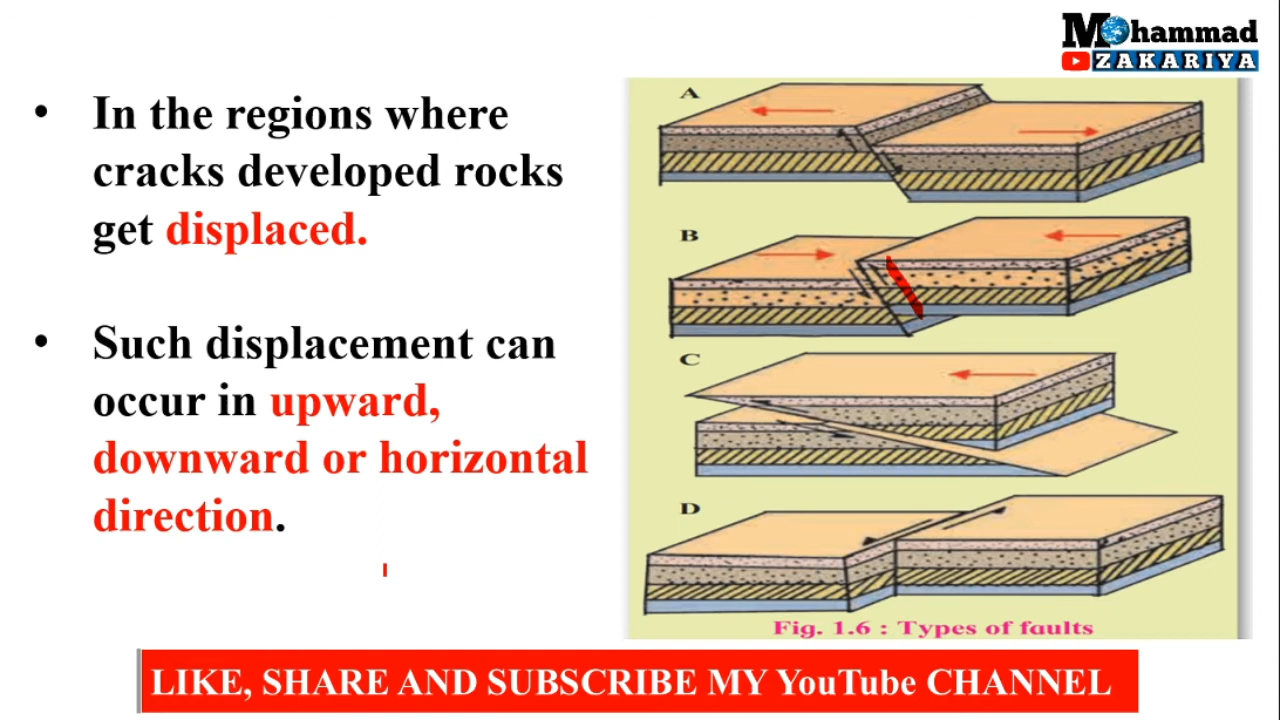 Mohammad
ZAKARIYA
• In the regions where
cracks developed rocks
get displaced.
• Such displacement can
occur in upward,
downward or horizontal
direction.
A
B
C
D
Fig. 1.6 : Types of faults
LIKE, SHARE AND SUBSCRIBE MY YouTube CHANNEL